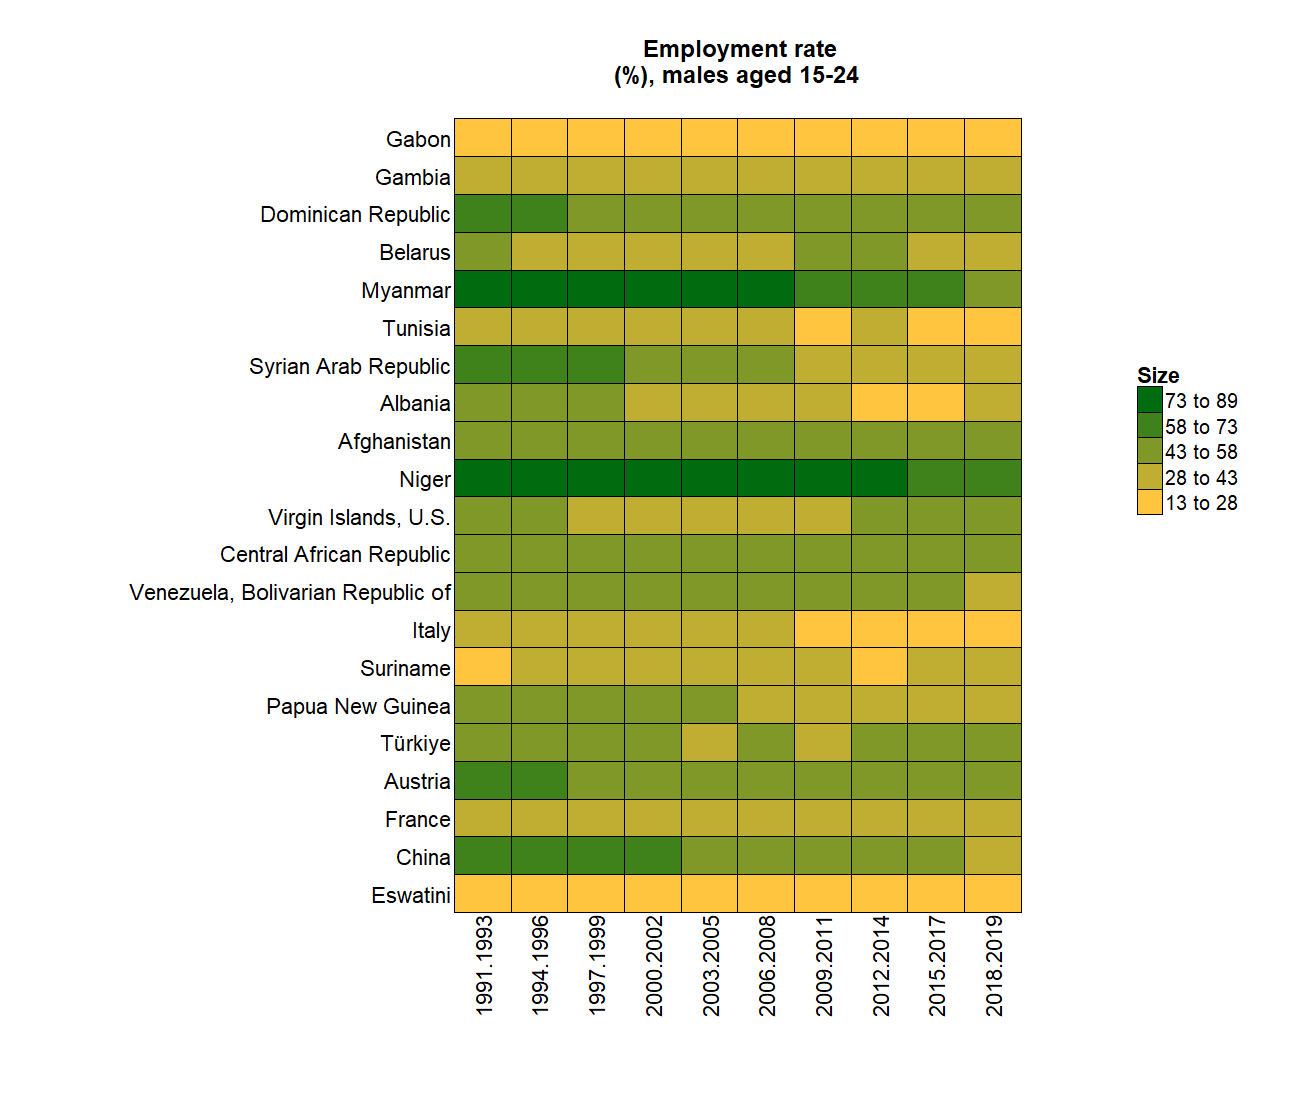 Employment rate
(%), males aged 15-24
Gabon
Gambia
Dominican Republic
Belarus
Myanmar
Tunisia
Syrian Arab Republic
Albania
Afghanistan
Niger
Virgin Islands, U.S.
Central African Republic
Venezuela, Bolivarian Republic of
Italy
Suriname
Papua New Guinea
Türkiye
Austria
France
China
Eswatini
1991.1993
1994.1996
1997.1999
2000.2002
2003.2005
2006.2008
2009.2011
2012.2014
2015.2017
2018.2019
Size
73 to 89
58 to 73
43 to 58
28 to 43
13 to 28